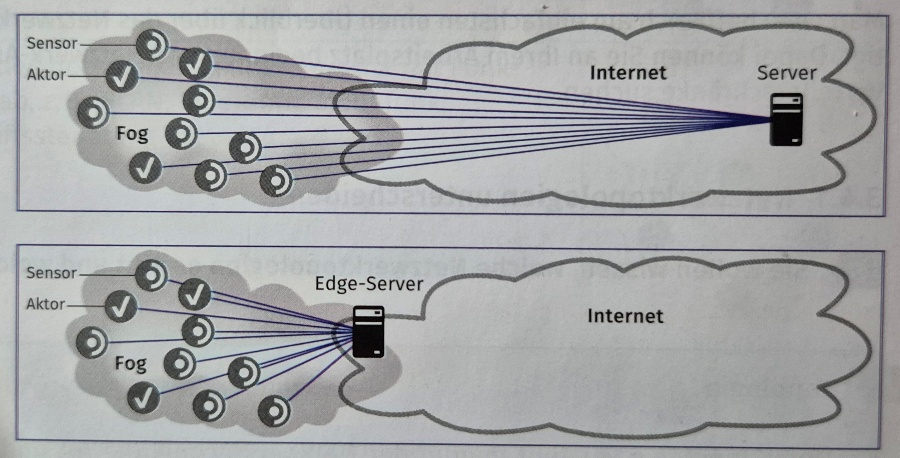 Sensor
Internet
Server
Aktor
Fog
Sensor
Edge-Server
Aktor
Internet
Fog